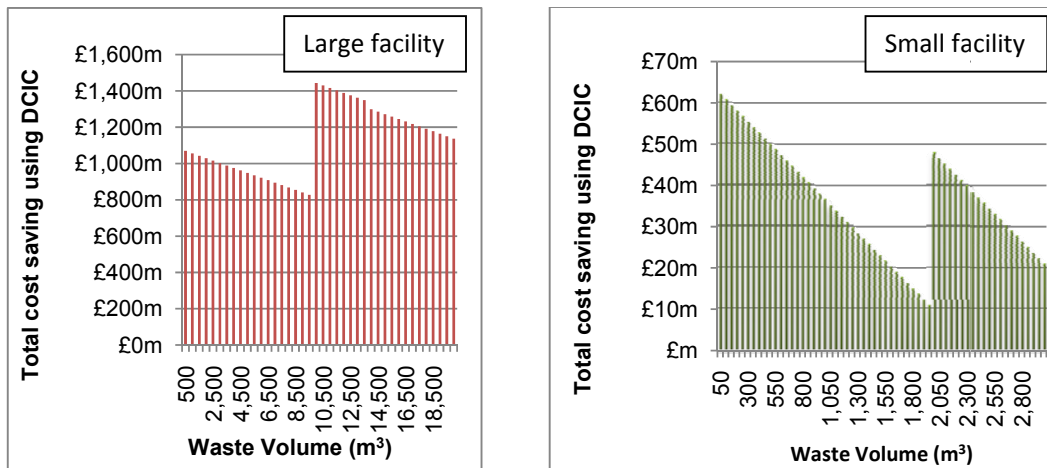 Large facility
Total cost saving using DCIC
£1,600m
£1,400m
£1,200m
£1,000m
£800m
£600m
£400m
£200m
£0m
500
2,500
4,500
6,500
8,500
10,500
12,500
14,500
16,500
18,500
Waste Volume (m³)
Small facility
Total cost saving using DCIC
£70m
£60m
£50m
£40m
£30m
£20m
£10m
£m
50
300
550
800
1,050
1,300
1,550
1,800
2,050
2,300
2,550
2,800
Waste Volume (m³)